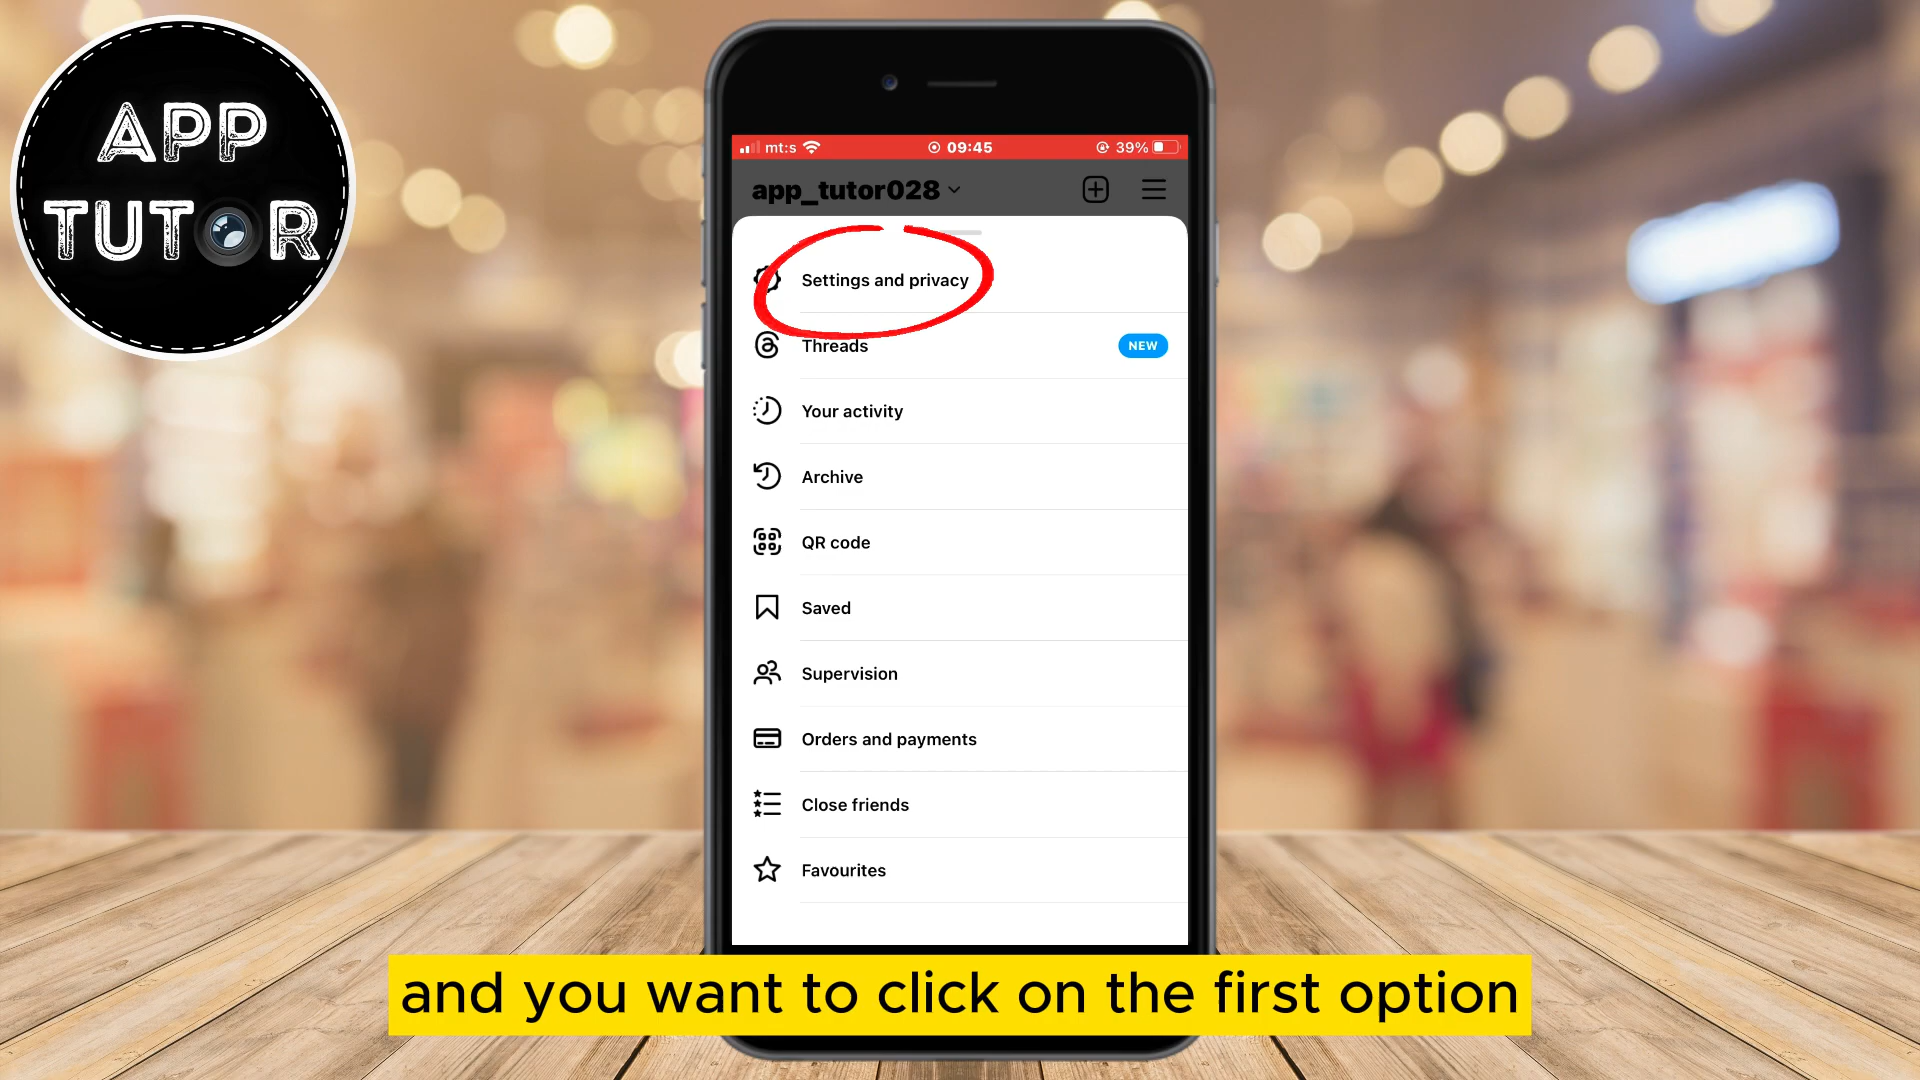 APP
TUTOR
mt:s
09:45
39%
app_tutor028
Settings and privacy
Threads
NEW
Your activity
Archive
QR code
Saved
Supervision
Orders and payments
Close friends
Favourites
and you want to click on the first option